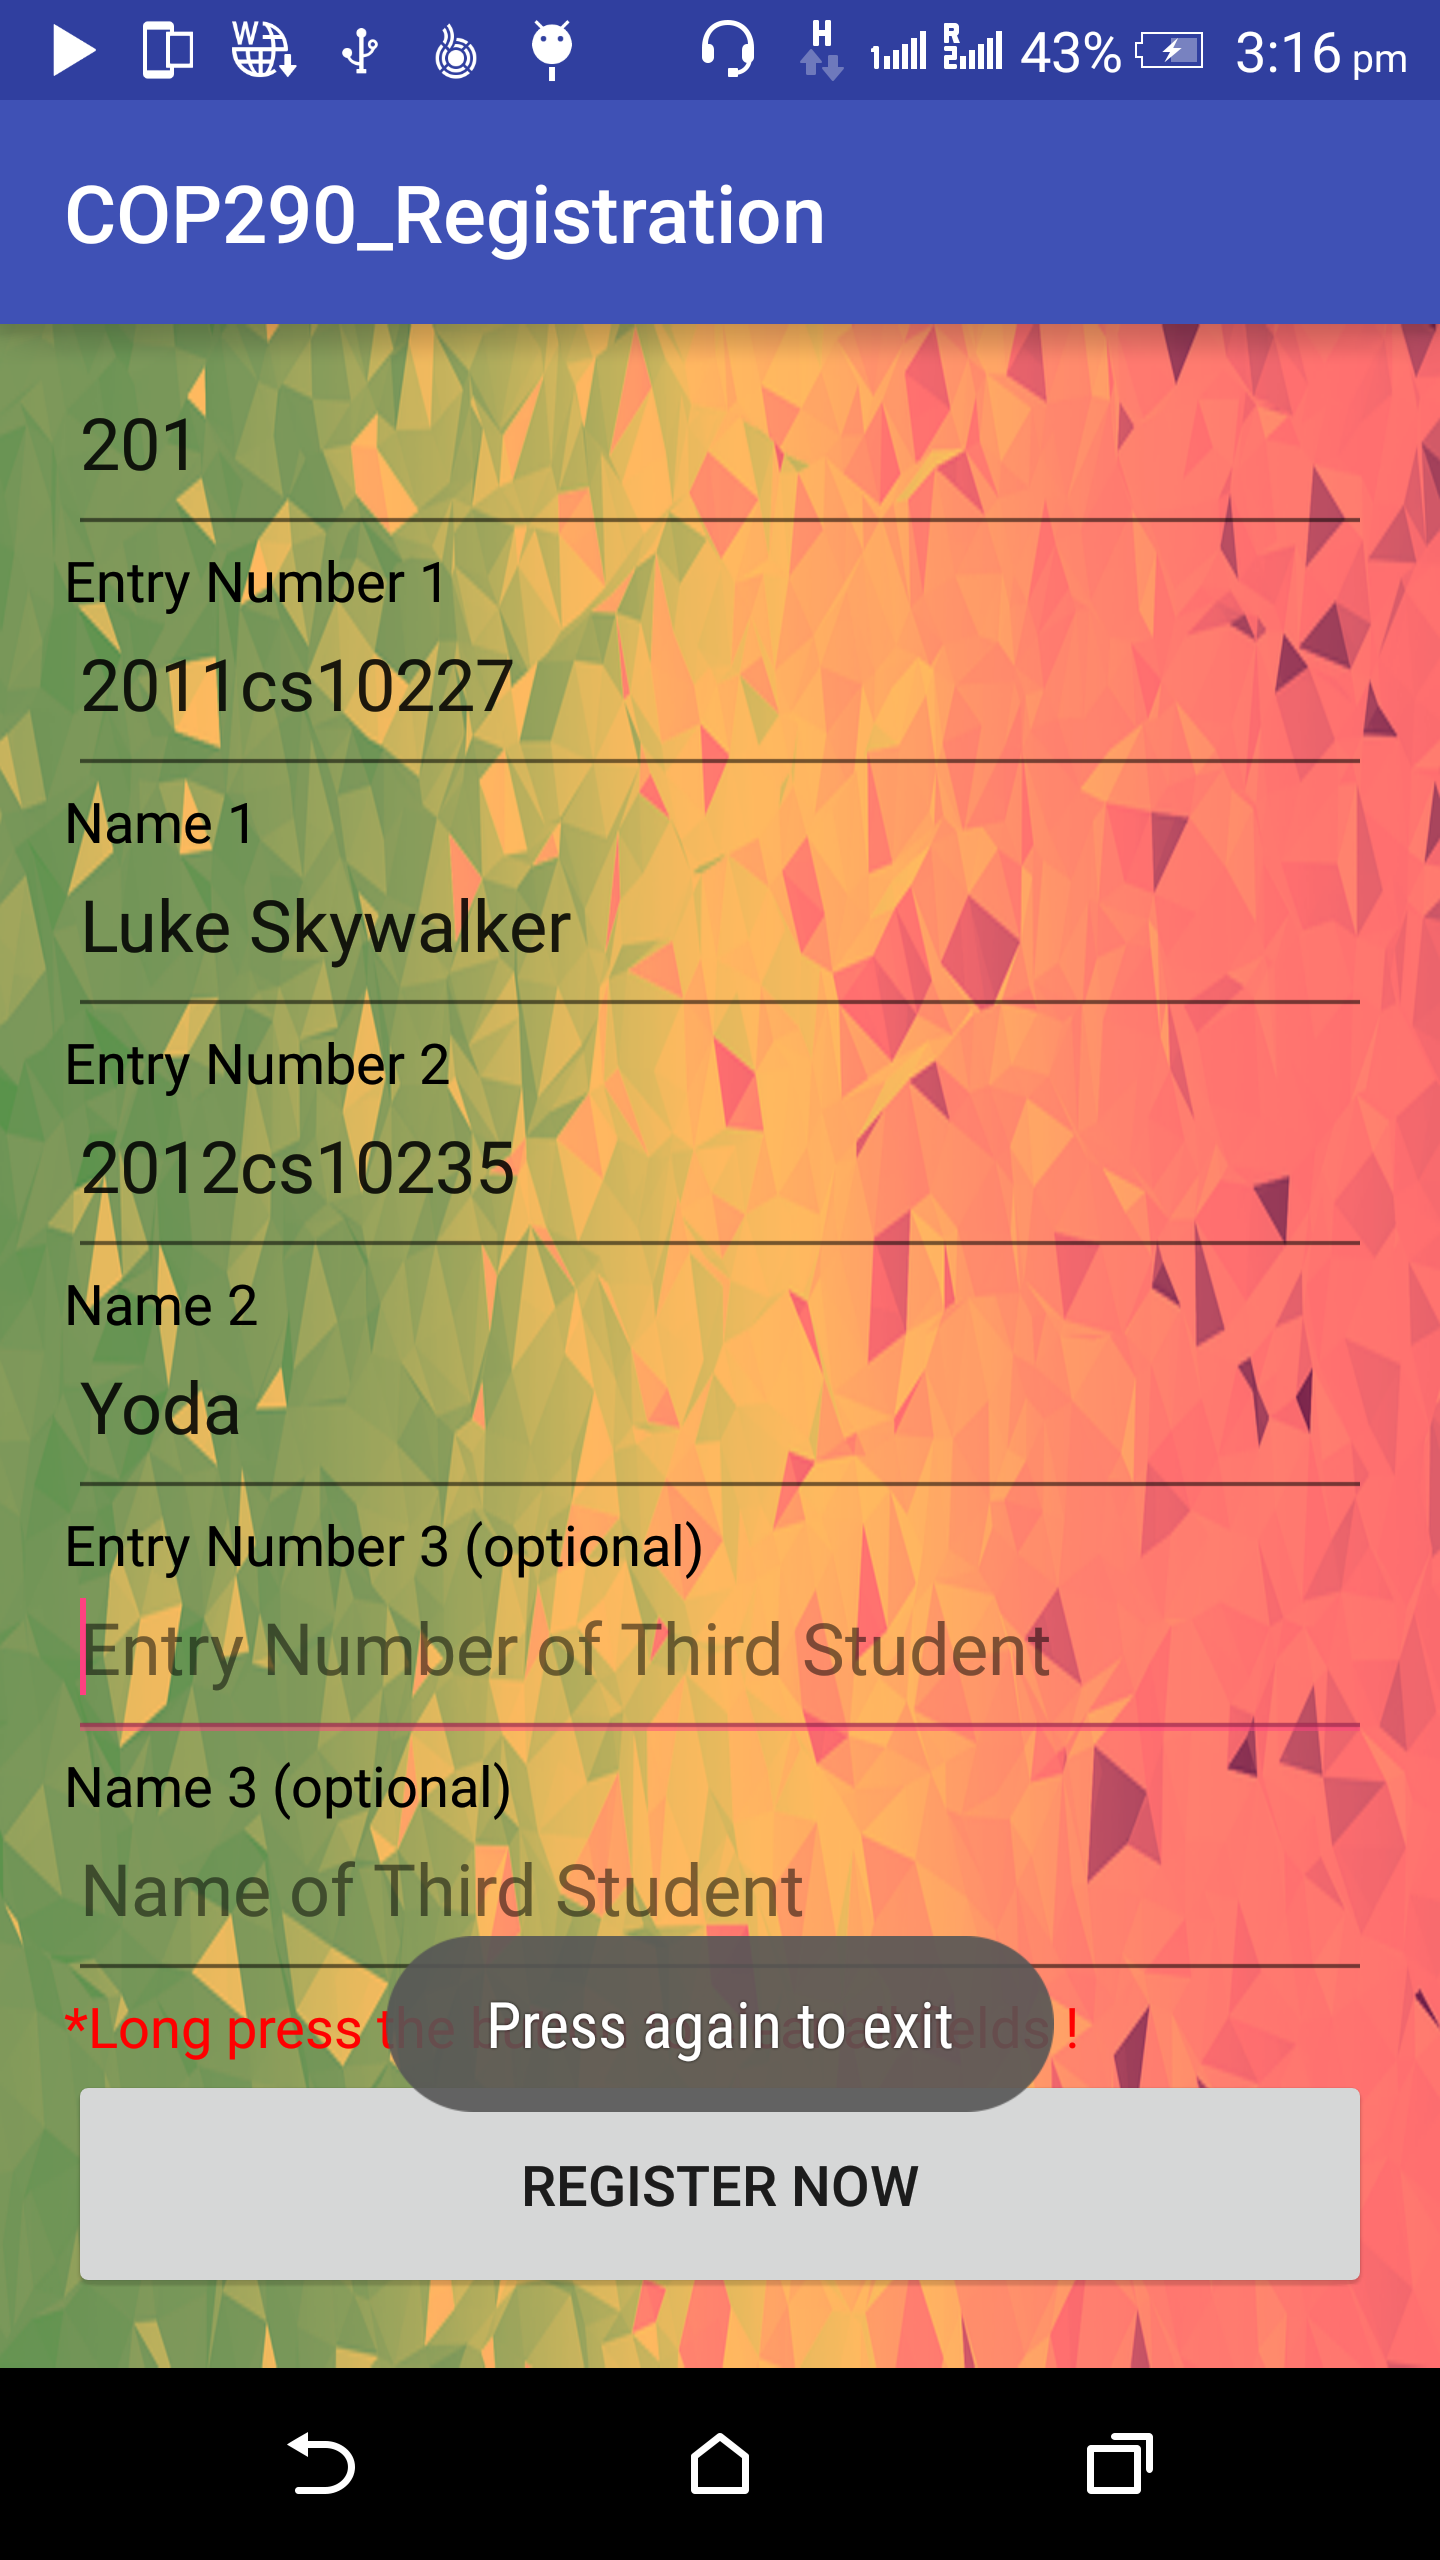 W
H
1
R
2
43%
3:16 pm
COP290_Registration
201
Entry Number 1
2011cs10227
Name 1
Luke Skywalker
Entry Number 2
2012cs10235
Name 2
Yoda
Entry Number 3 (optional)
Entry Number of Third Student
Name 3 (optional)
Name of Third Student
*Long press the !
Press again to exit
REGISTER NOW